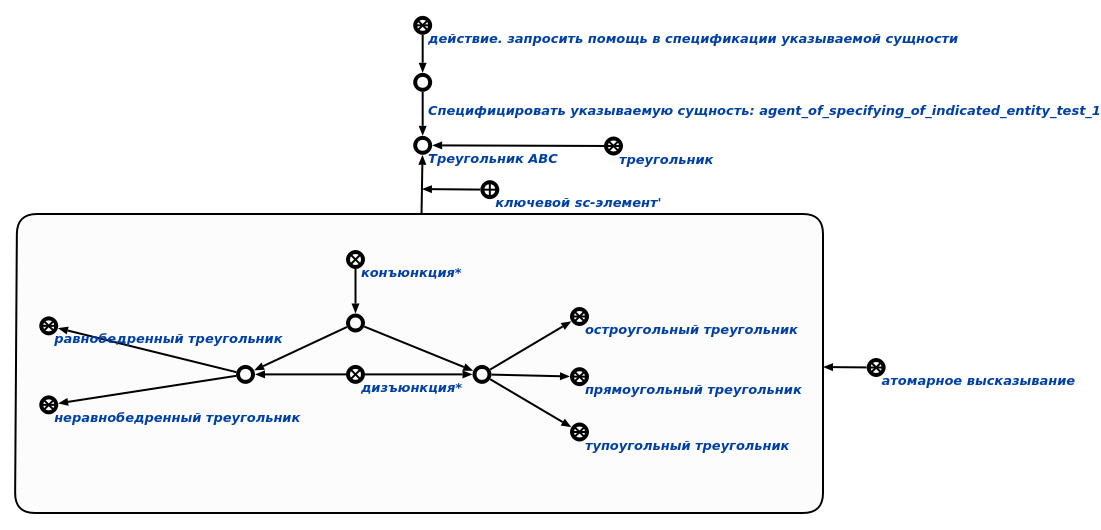 действие. запросить помощь в спецификации указываемой сущности
Специфицировать указываемую сущность: agent_of_specifying_of_indicated_entity_test_1
Треугольник ABC
треугольник
ключевой sc-элемент'
конъюнкция*
остроугольный треугольник
равнобедренный треугольник
атомарное высказывание
дизъюнкция*
прямоугольный треугольник
неравнобедренный треугольник
тупоугольный треугольник